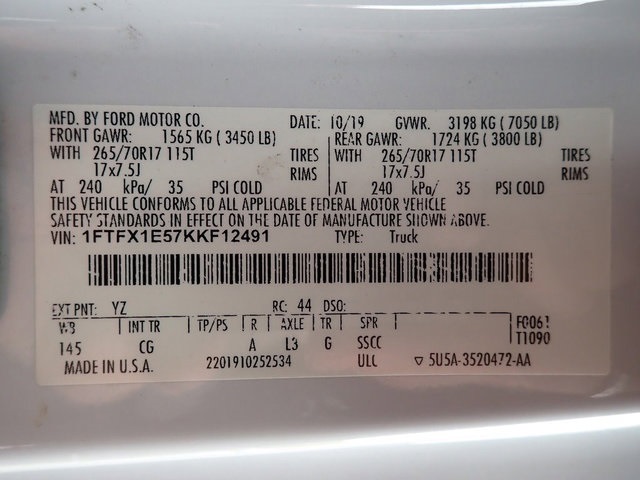 MFD. BY FORD MOTOR CO. DATE: 10/19 GVWR. 3198 KG ( 7050 LB)
FRONT GAWR: 1565 KG ( 3450 LB) REAR GAWR: 1724 KG ( 3800 LB)
WITH 265/70R17 115T TIRES WITH 265/70R17 115T TIRES
17x7.5J RIMS 17x7.5J RIMS
AT 240 kPa/ 35 PSI COLD AT 240 kPa/ 35 PSI COLD
THIS VEHICLE CONFORMS TO ALL APPLICABLE FEDERAL MOTOR VEHICLE
SAFETY STANDARDS IN EFFECT ON THE DATE OF MANUFACTURE SHOWN ABOVE.
VIN: 1FTFX1E57KKF12491 TYPE: Truck
EXT PNT: YZ RC: 44 DSO:
WB INT TR TP/PS R AXLE TR SPR F0061
145 CG A L3 G SSCC T1090
MADE IN U.S.A. 2201910252534 ULC ▽ 5U5A-3520472-AA